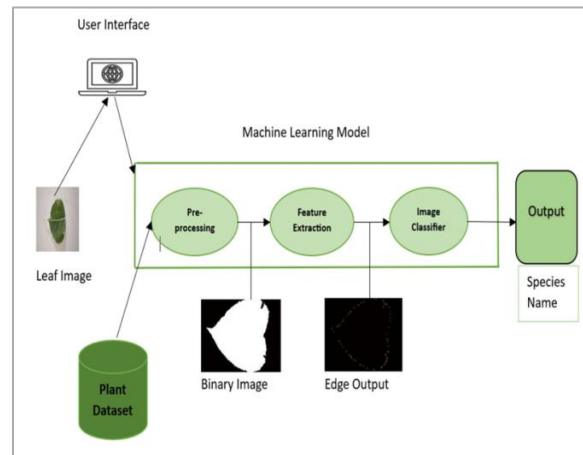 User Interface
Machine Learning Model
Pre-
processing
Feature
Extraction
Image
Classifier
Output
Leaf Image
Species
Name
Plant
Dataset
Binary Image
Edge Output